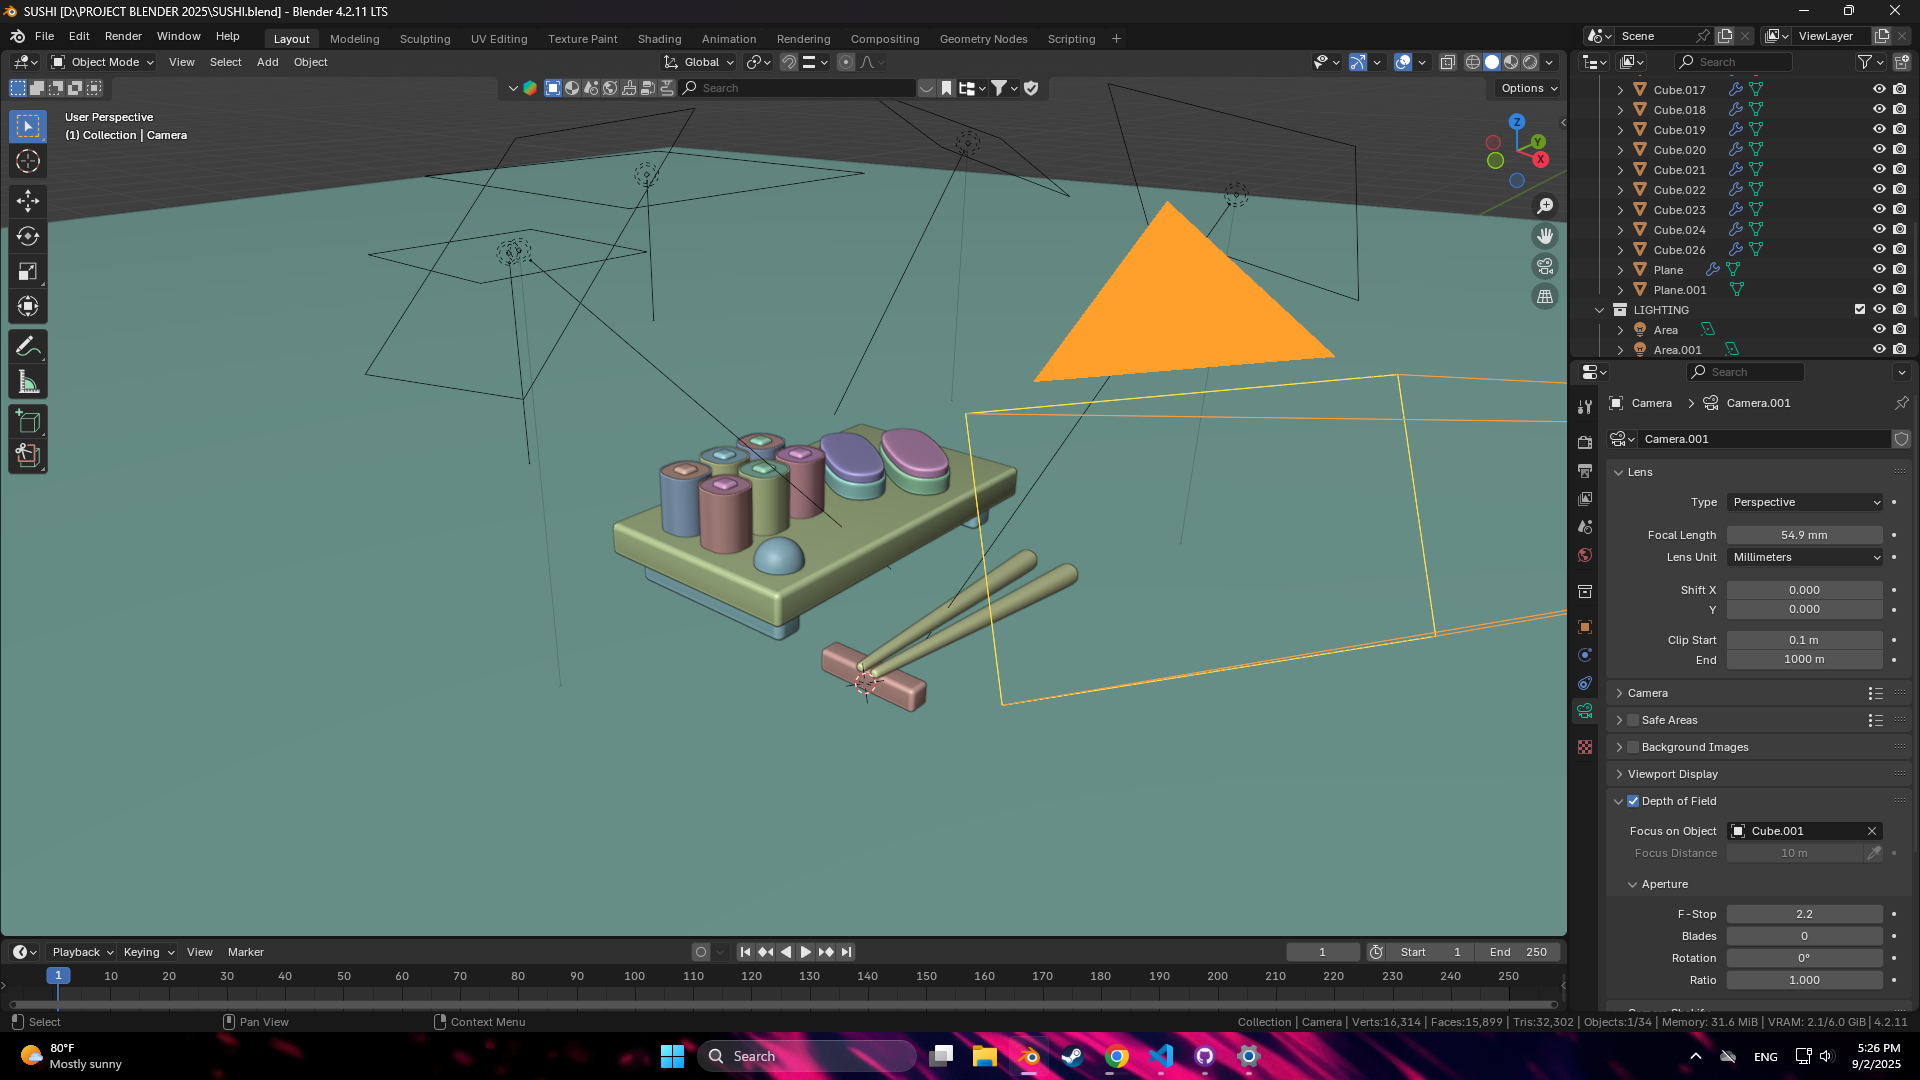 SUSHI [D:\PROJECT BLENDER 2025\SUSHI.blend] - Blender 4.2.11 LTS
File Edit Render Window Help
Layout Modeling Sculpting UV Editing Texture Paint Shading Animation Rendering Compositing Geometry Nodes Scripting +
Scene ViewLayer
Object Mode View Select Add Object
Global
Search
Search
Options
User Perspective
(1) Collection | Camera
Z
Y
X
Cube.017
Cube.018
Cube.019
Cube.020
Cube.021
Cube.022
Cube.023
Cube.024
Cube.026
Plane
Plane.001
LIGHTING
Area
Area.001
Search
Camera Camera.001
Camera.001
Lens
Type Perspective
Focal Length 54.9 mm
Lens Unit Millimeters
Shift X 0.000
Y 0.000
Clip Start 0.1 m
End 1000 m
Camera
Safe Areas
Background Images
Viewport Display
Depth of Field
Focus on Object Cube.001
Focus Distance 10 m
Aperture
F-Stop 2.2
Blades 0
Rotation 0°
Ratio 1.000
Playback Keying View Marker
1 Start 1 End 250
1 10 20 30 40 50 60 70 80 90 100 110 120 130 140 150 160 170 180 190 200 210 220 230 240 250
Select Pan View Context Menu
Collection | Camera | Verts:16,314 | Faces:15,899 | Tris:32,302 | Objects:1/34 | Memory: 31.6 MiB | VRAM: 2.1/6.0 GiB | 4.2.11
80°F
Mostly sunny
Search
ENG
5:26 PM
9/2/2025